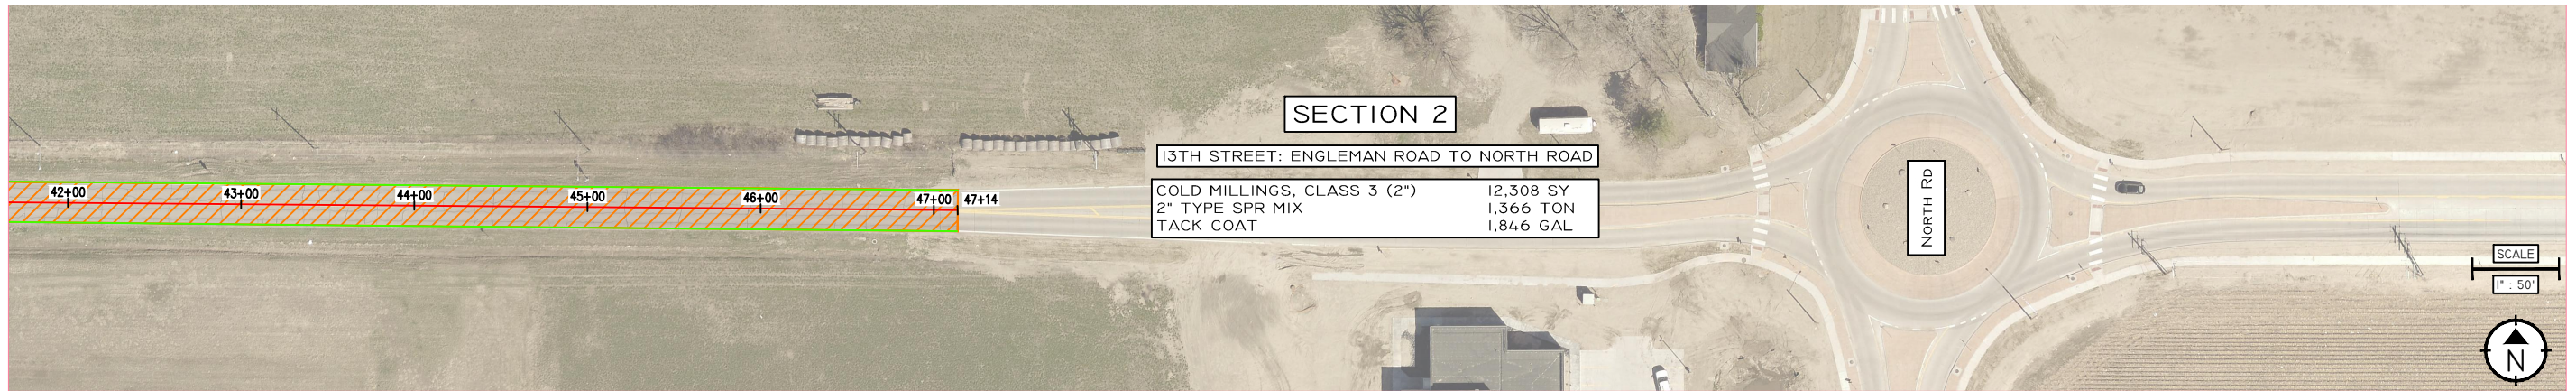 42+00
43+00
44+00
45+00
46+00
47+00
47+14
SECTION 2
13TH STREET: ENGLEMAN ROAD TO NORTH ROAD
COLD MILLINGS, CLASS 3 (2") 12,308 SY
2" TYPE SPR MIX 1,366 TON
TACK COAT 1,846 GAL
NORTH RD
SCALE
1" : 50'
N